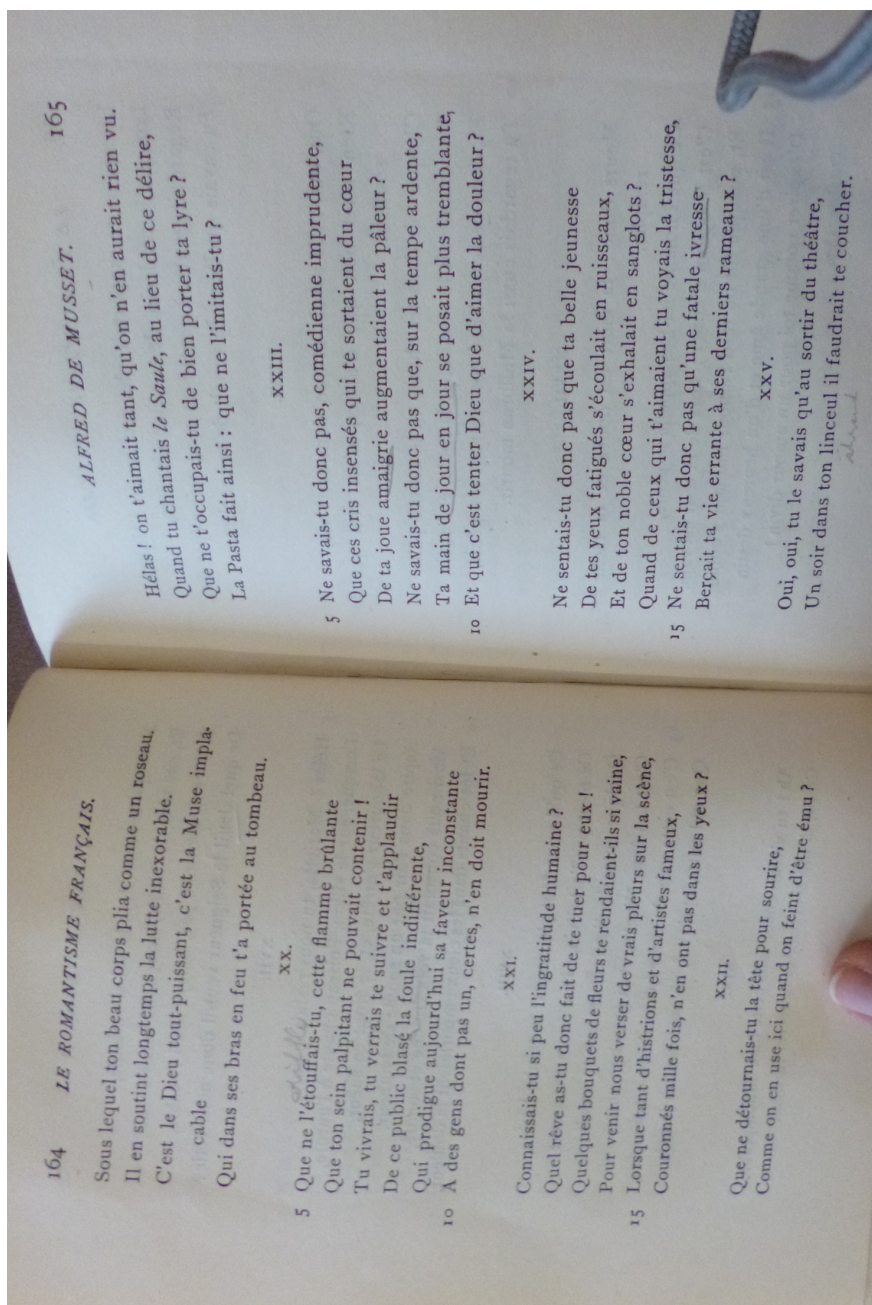 164 LE ROMANTISME FRANÇAIS.
Sous lequel ton beau corps plia comme un roseau.
Il en soutint longtemps la lutte inexorable.
C'est le Dieu tout-puissant, c'est la Muse impla-
cable
Qui dans ses bras en feu t'a portée au tombeau.
XX.
5 Que ne l'étouffais-tu, cette flamme brûlante
Que ton sein palpitant ne pouvait contenir !
Tu vivrais, tu verrais te suivre et t'applaudir
De ce public blasé la foule indifférente,
Qui prodigue aujourd'hui sa faveur inconstante
10 A des gens dont pas un, certes, n'en doit mourir.
XXI.
Connaissais-tu si peu l'ingratitude humaine ?
Quel rêve as-tu donc fait de te tuer pour eux !
Quelques bouquets de fleurs te rendaient-ils si vaine,
Pour venir nous verser de vrais pleurs sur la scène,
15 Lorsque tant d'histrions et d'artistes fameux,
Couronnés mille fois, n'en ont pas dans les yeux ?
XXII.
Que ne détournais-tu la tête pour sourire,
Comme on en use ici quand on feint d'être ému ?
ALFRED DE MUSSET. 165
Hélas ! on t'aimait tant, qu'on n'en aurait rien vu.
Quand tu chantais le Saule, au lieu de ce délire,
Que ne t'occupais-tu de bien porter ta lyre ?
La Pasta fait ainsi : que ne l'imitais-tu ?
XXIII.
5 Ne savais-tu donc pas, comédienne imprudente,
Que ces cris insensés qui te sortaient du cœur
De ta joue amaigrie augmentaient la pâleur ?
Ne savais-tu donc pas que, sur la tempe ardente,
Ta main de jour en jour se posait plus tremblante,
10 Et que c'est tenter Dieu que d'aimer la douleur ?
XXIV.
Ne sentais-tu donc pas que ta belle jeunesse
De tes yeux fatigués s'écoulait en ruisseaux,
Et de ton noble cœur s'exhalait en sanglots ?
Quand de ceux qui t'aimaient tu voyais la tristesse,
15 Ne sentais-tu donc pas qu'une fatale ivresse
Berçait ta vie errante à ses derniers rameaux ?
XXV.
Oui, oui, tu le savais qu'au sortir du théâtre,
Un soir dans ton linceul il faudrait te coucher.